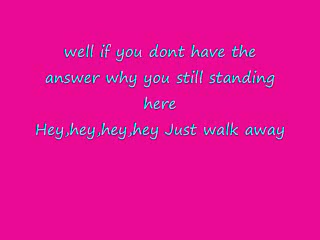 well if you dont have the
answer why you still standing
here
Hey,hey,hey,hey Just walk away